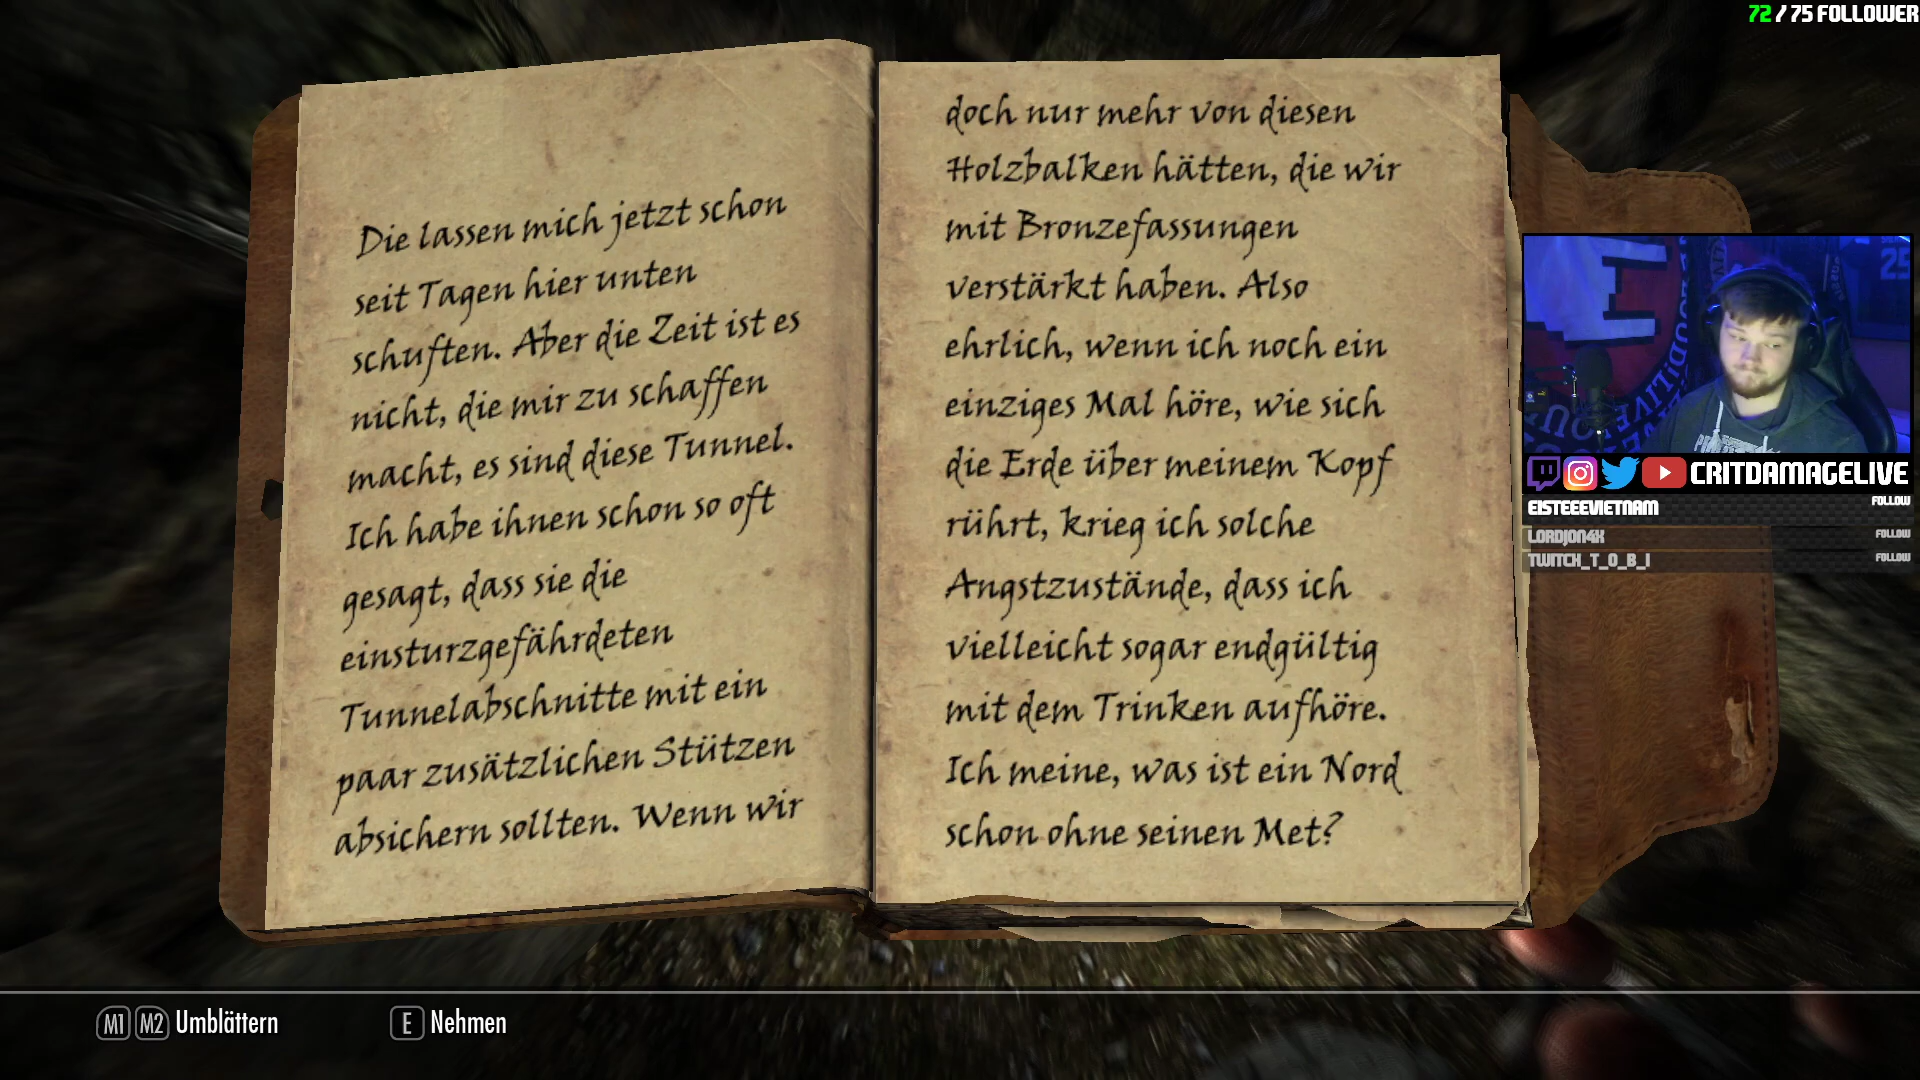 72 / 75 FOLLOWER
Die lassen mich jetzt schon
seit Tagen hier unten
schuften. Aber die Zeit ist es
nicht, die mir zu schaffen
macht, es sind diese Tunnel.
Ich habe ihnen schon so oft
gesagt, dass sie die
einsturzgefährdeten
Tunnelabschnitte mit ein
paar zusätzlichen Stützen
absichern sollten. Wenn wir
doch nur mehr von diesen
Holzbalken hätten, die wir
mit Bronzefassungen
verstärkt haben. Also
ehrlich, wenn ich noch ein
einziges Mal höre, wie sich
die Erde über meinem Kopf
rührt, krieg ich solche
Angstzustände, dass ich
vielleicht sogar endgültig
mit dem Trinken aufhöre.
Ich meine, was ist ein Nord
schon ohne seinen Met?
25
CRITDAMAGELIVE
EISTEEEVIETNAM FOLLOW
LORDJON4X FOLLOW
TWITCH_T_O_B_I FOLLOW
M1 M2 Umblättern
E Nehmen